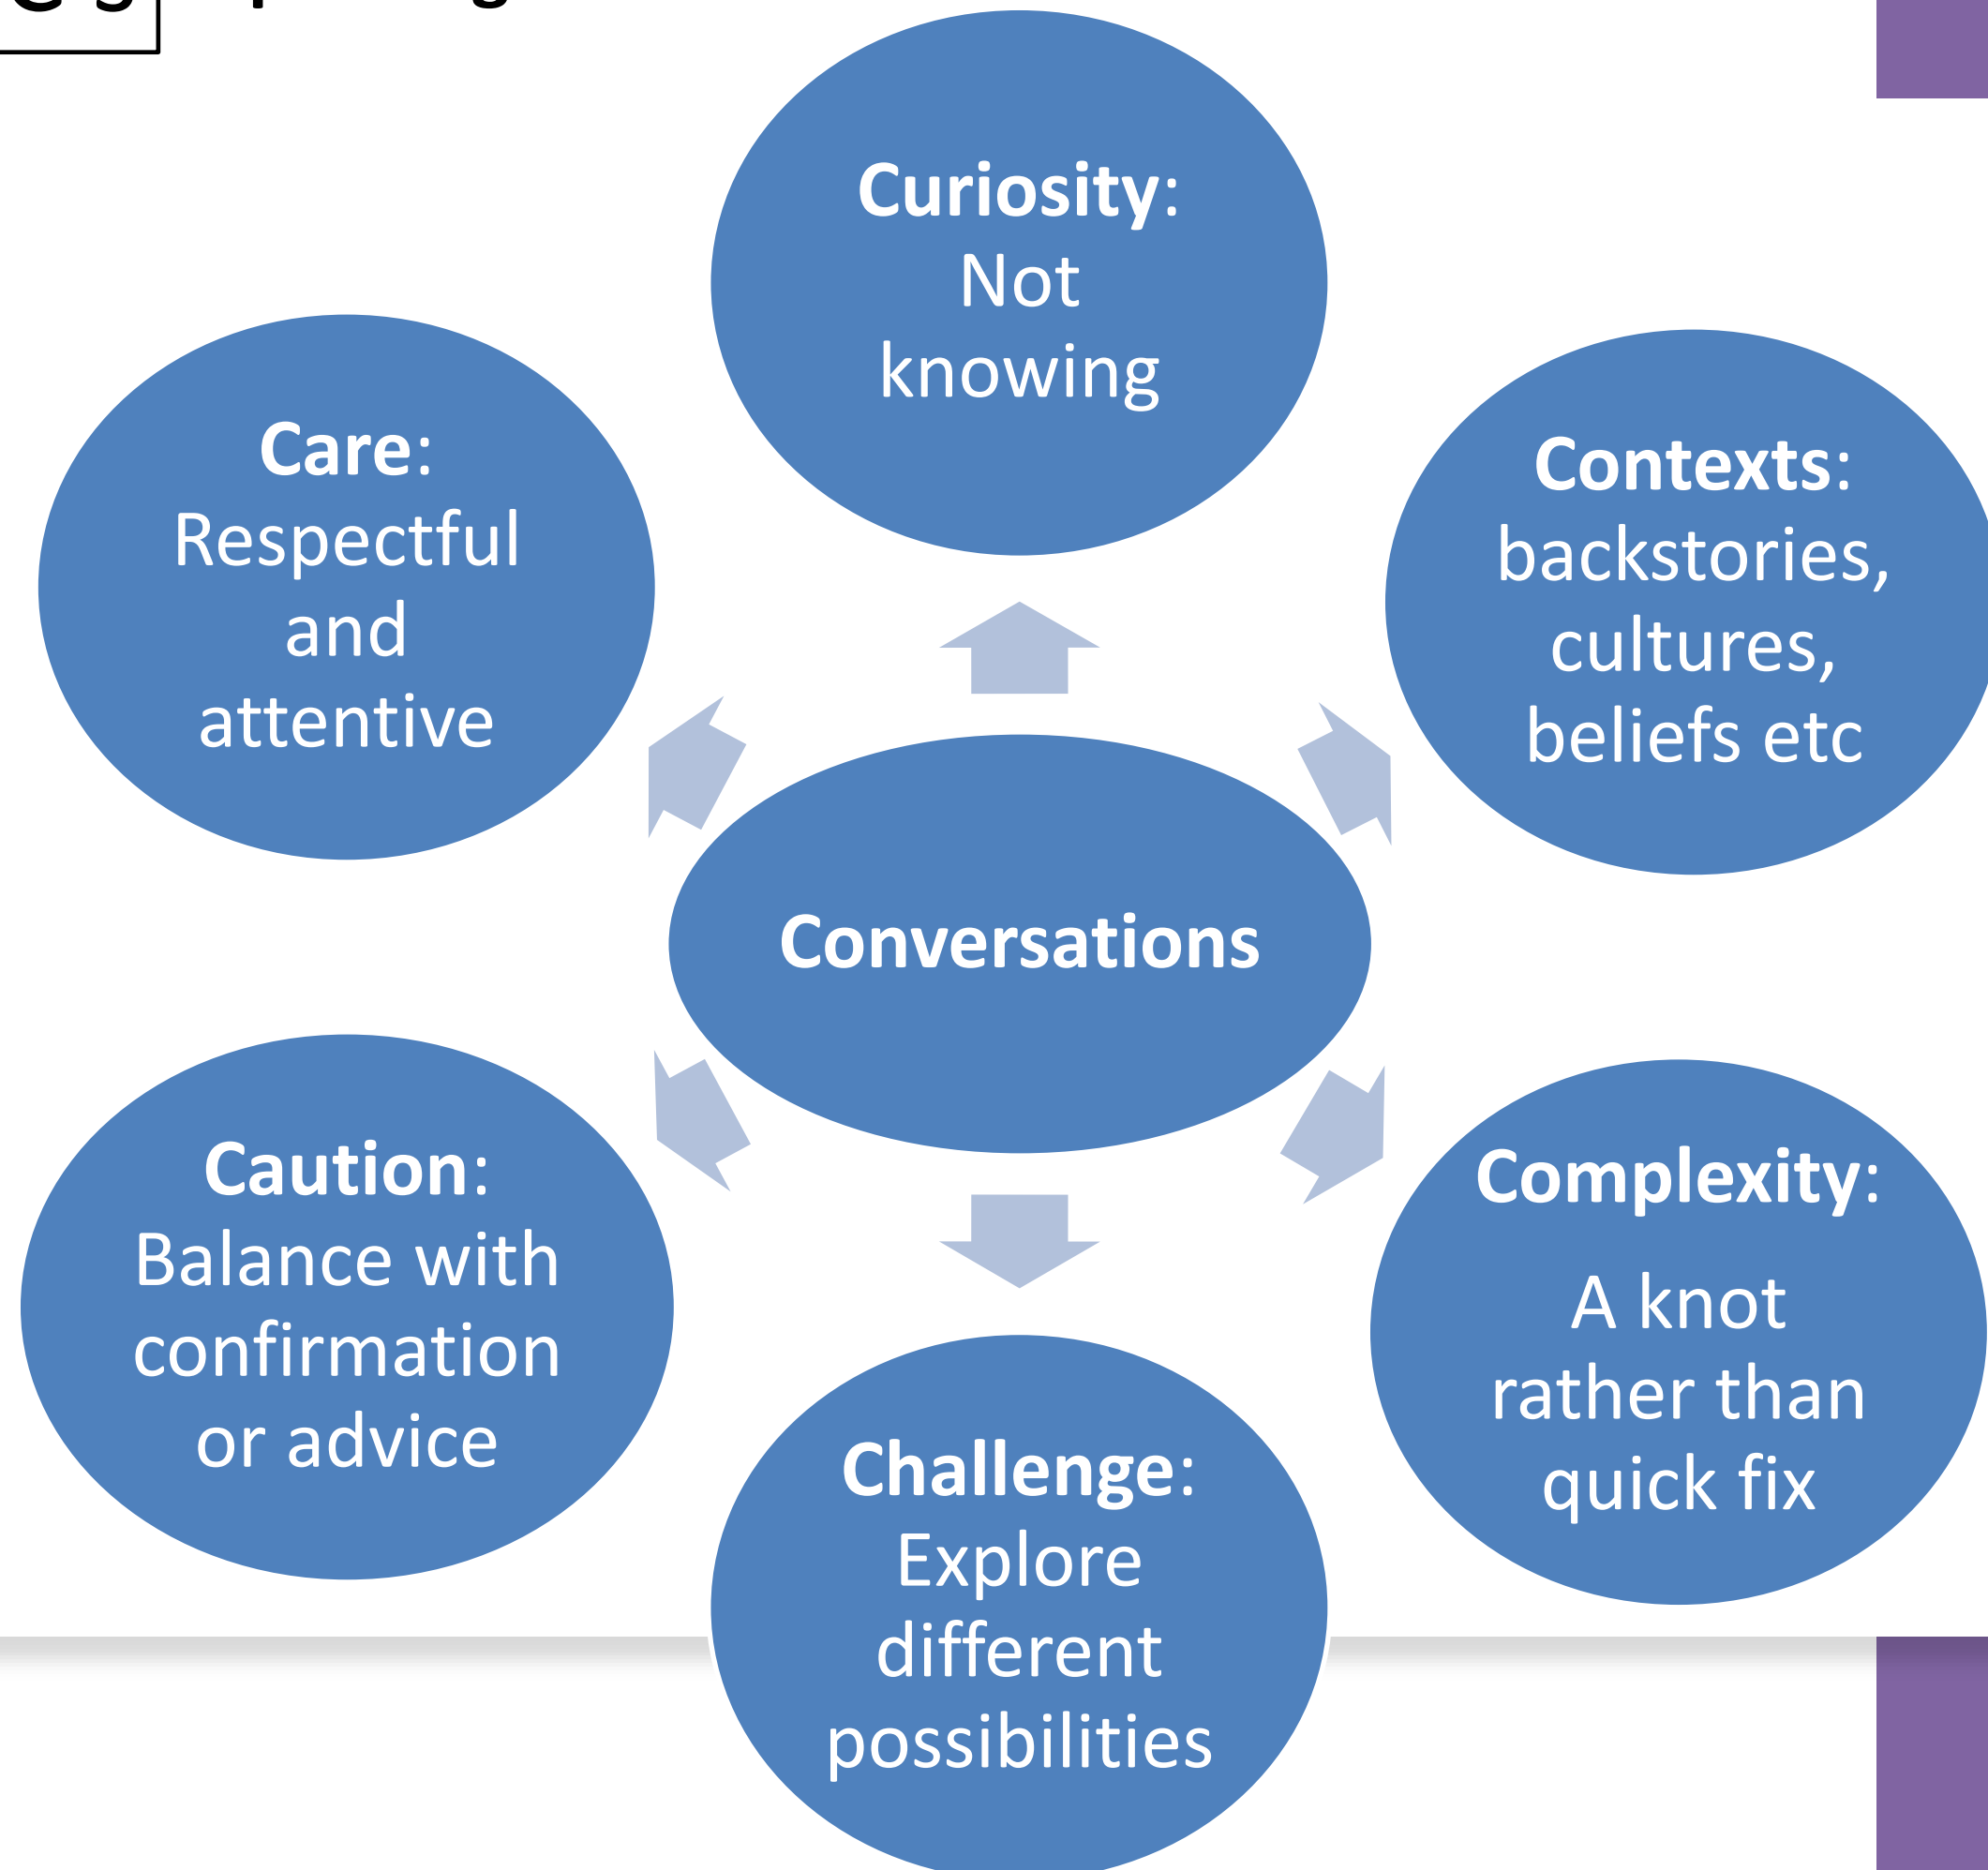 Curiosity:
Not
knowing
Contexts:
backstories,
cultures,
beliefs etc
Complexity:
A knot
rather than
quick fix
Challenge:
Explore
different
possibilities
Caution:
Balance with
confirmation
or advice
Care:
Respectful
and
attentive
Conversations